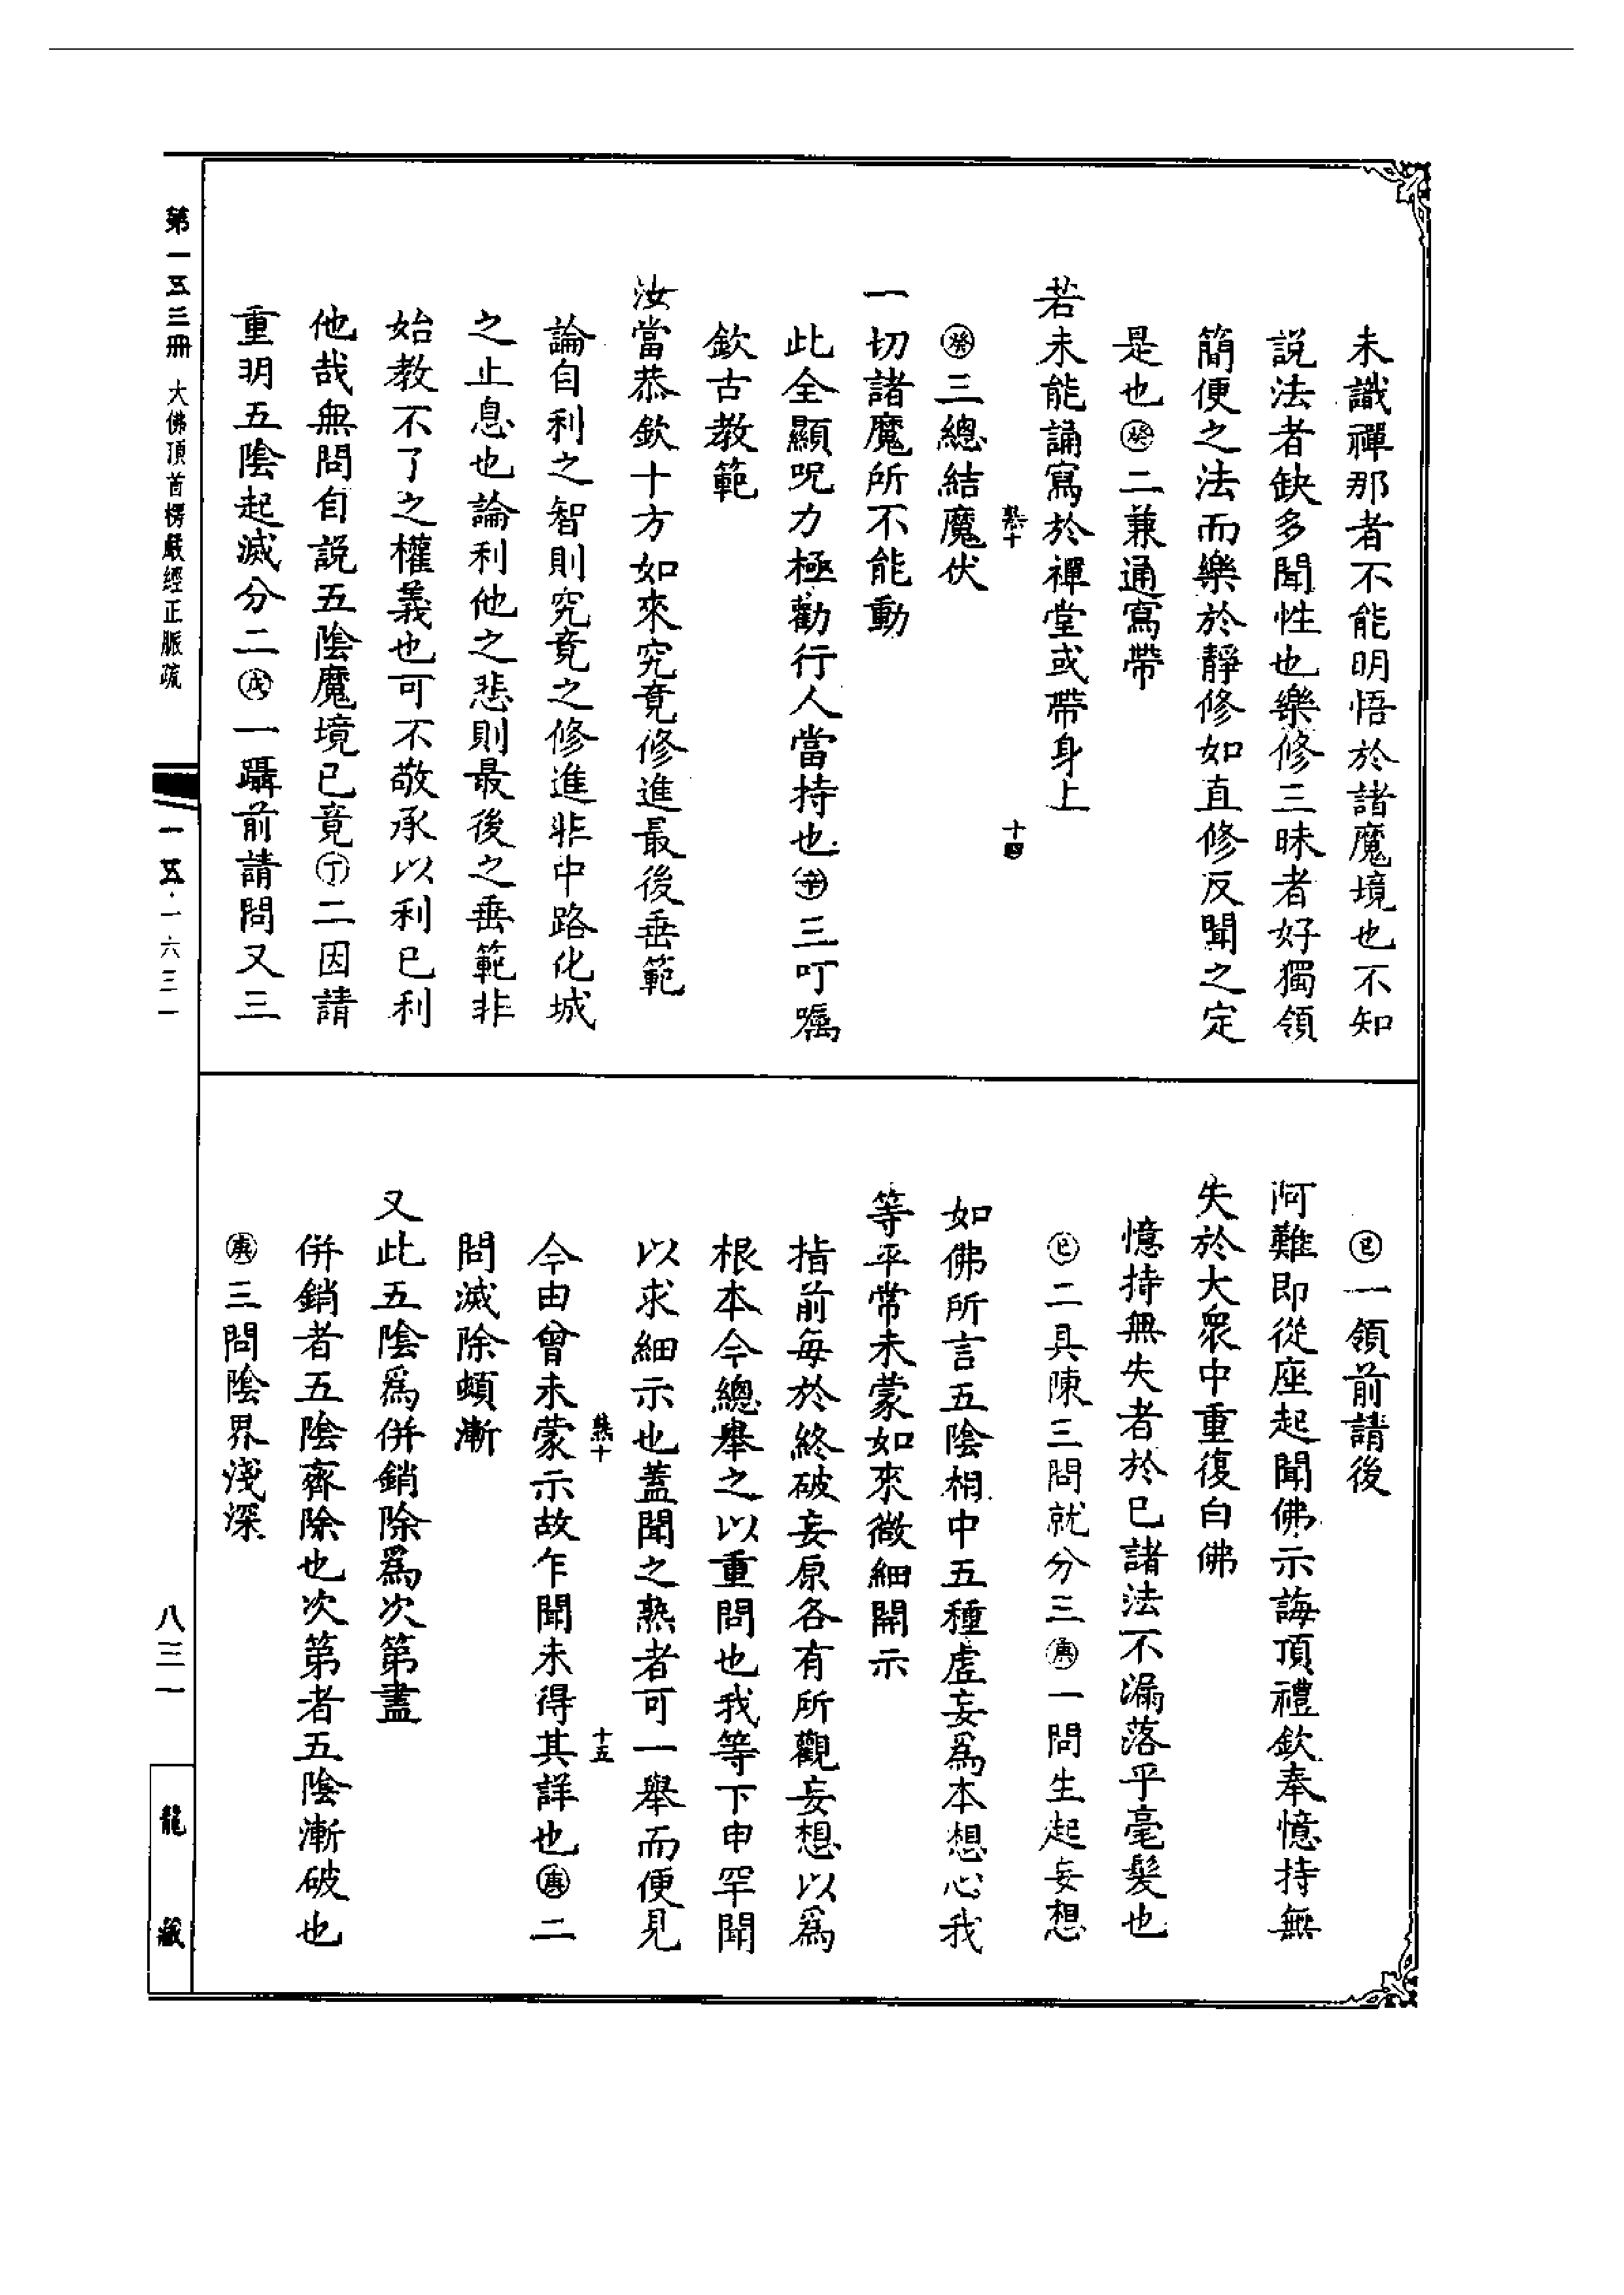 未識禪那者不能明悟於諸魔境也不知
説法者缺多聞性也樂修三昧者好獨領
簡便之法而樂於靜修如直修反聞之定
是也㊌二兼通寫帶
若未能誦寫於禪堂或帶身上
熱十
十四
癸三總結魔伏
一切諸魔所不能動
此全顯呪力極勸行人當持也辛三叮囑
欽古教範
汝當恭欽十方如來究竟修進最後垂範
論自利之智則究竟之修進非中路化城
之止息也論利他之悲則最後之垂範非
始教不了之權義也可不敬承以利已利
他哉無問自説五陰魔境已竟丁二因請
重明五陰起滅分二戊一躡前請問又三
己一領前請後
阿難即從座起聞佛示誨頂禮欽奉憶持無
失於大衆中重復白佛
憶持無失者於已諸法不漏落乎毫髮也
己二具陳三問就分三庚一問生起妄想
如佛所言五陰相中五種虛妄爲本想心我
等平常未蒙如來微細開示
指前每於終破妄原各有所觀妄想以爲
根本今總舉之以重問也我等下申罕聞
以求細示也蓋聞之熟者可一舉而便見
熱十
十五
今由曾未蒙示故乍聞未得其詳也庚二
問滅除頓漸
又此五陰爲併銷除爲次第盡
併銷者五陰齊除也次第者五陰漸破也
庚三問陰界淺深
第一五三冊 大佛頂首楞嚴經正脈疏
一五·一六三一
八三一
龍藏